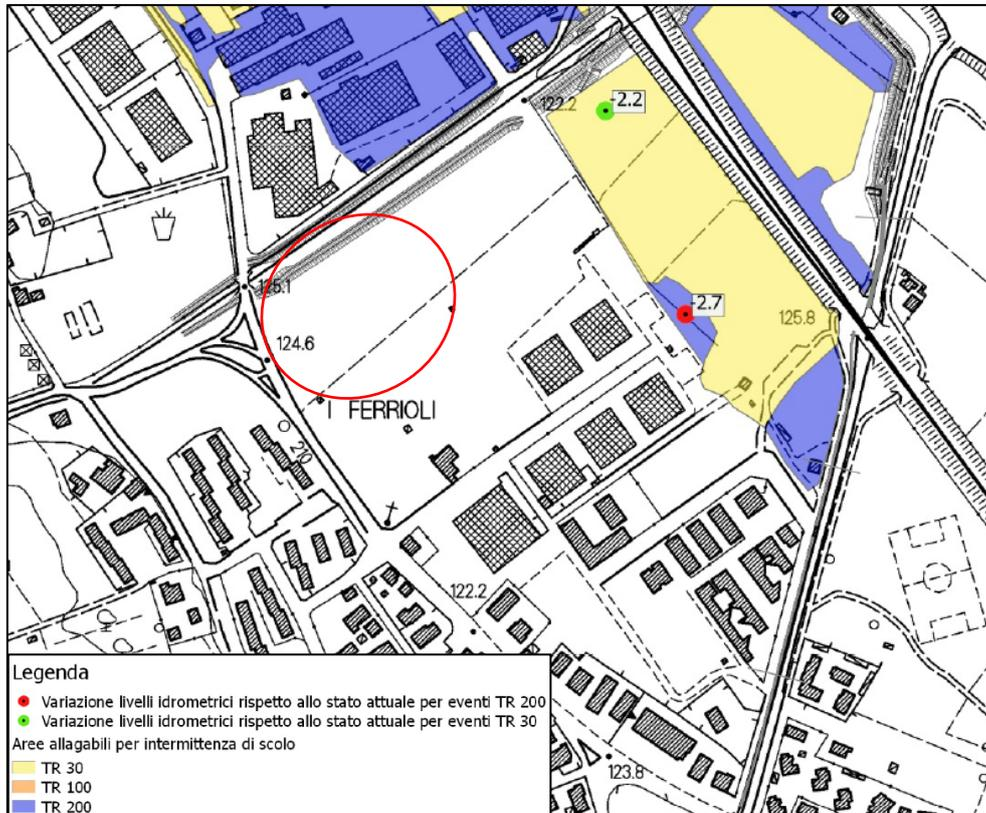 122.2
-2.2
125.1
-2.7
125.8
124.6
I FERRIOLI
210
122.2
Legenda
Variazione livelli idrometrici rispetto allo stato attuale per eventi TR 200
Variazione livelli idrometrici rispetto allo stato attuale per eventi TR 30
Aree allagabili per intermittenza di scolo
TR 30
TR 100
TR 200
123.8